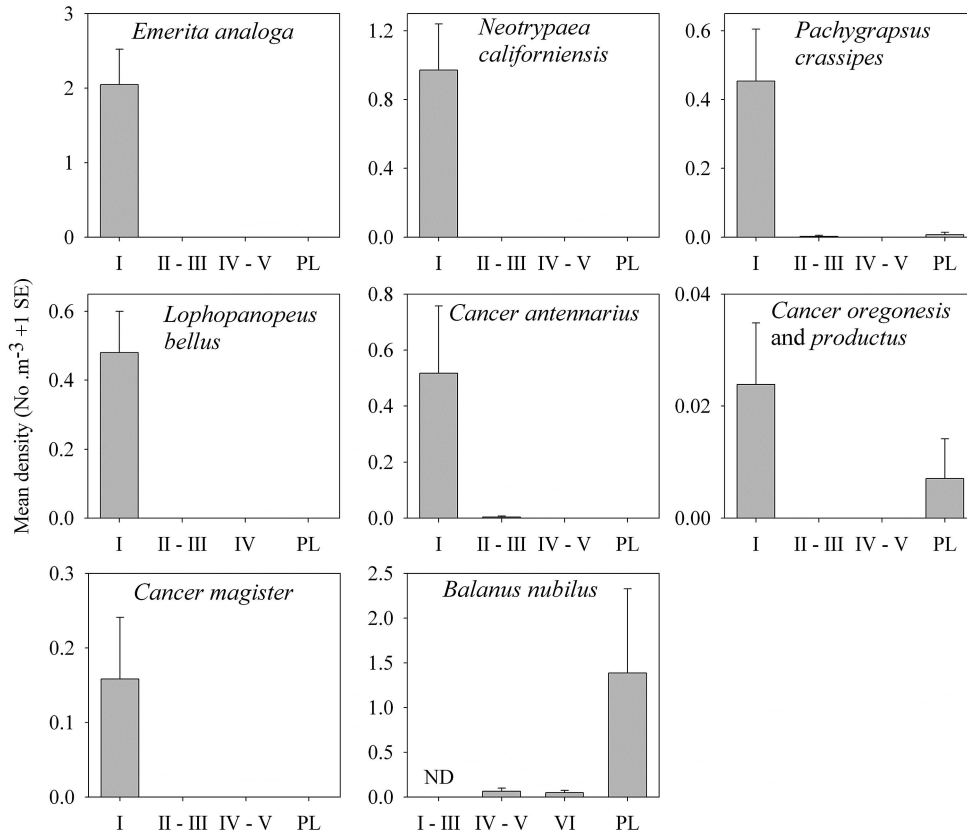 Mean density (No .m-3 +1 SE)
Emerita analoga
3
2
1
0
I II - III IV - V PL
Neotrypaea
californiensis
1.2
0.8
0.4
0.0
I II - III IV - V PL
Pachygrapsus
crassipes
0.6
0.4
0.2
0.0
I II - III IV - V PL
Lophopanopeus
bellus
0.6
0.4
0.2
0.0
I II - III IV PL
Cancer antennarius
0.8
0.6
0.4
0.2
0.0
I II - III IV - V PL
Cancer oregonesis
and productus
0.04
0.02
0.00
I II - III IV - V PL
Cancer magister
0.3
0.2
0.1
0.0
I II - III IV - V PL
Balanus nubilus
2.5
2.0
1.5
1.0
0.5
0.0
ND
I - III IV - V VI PL